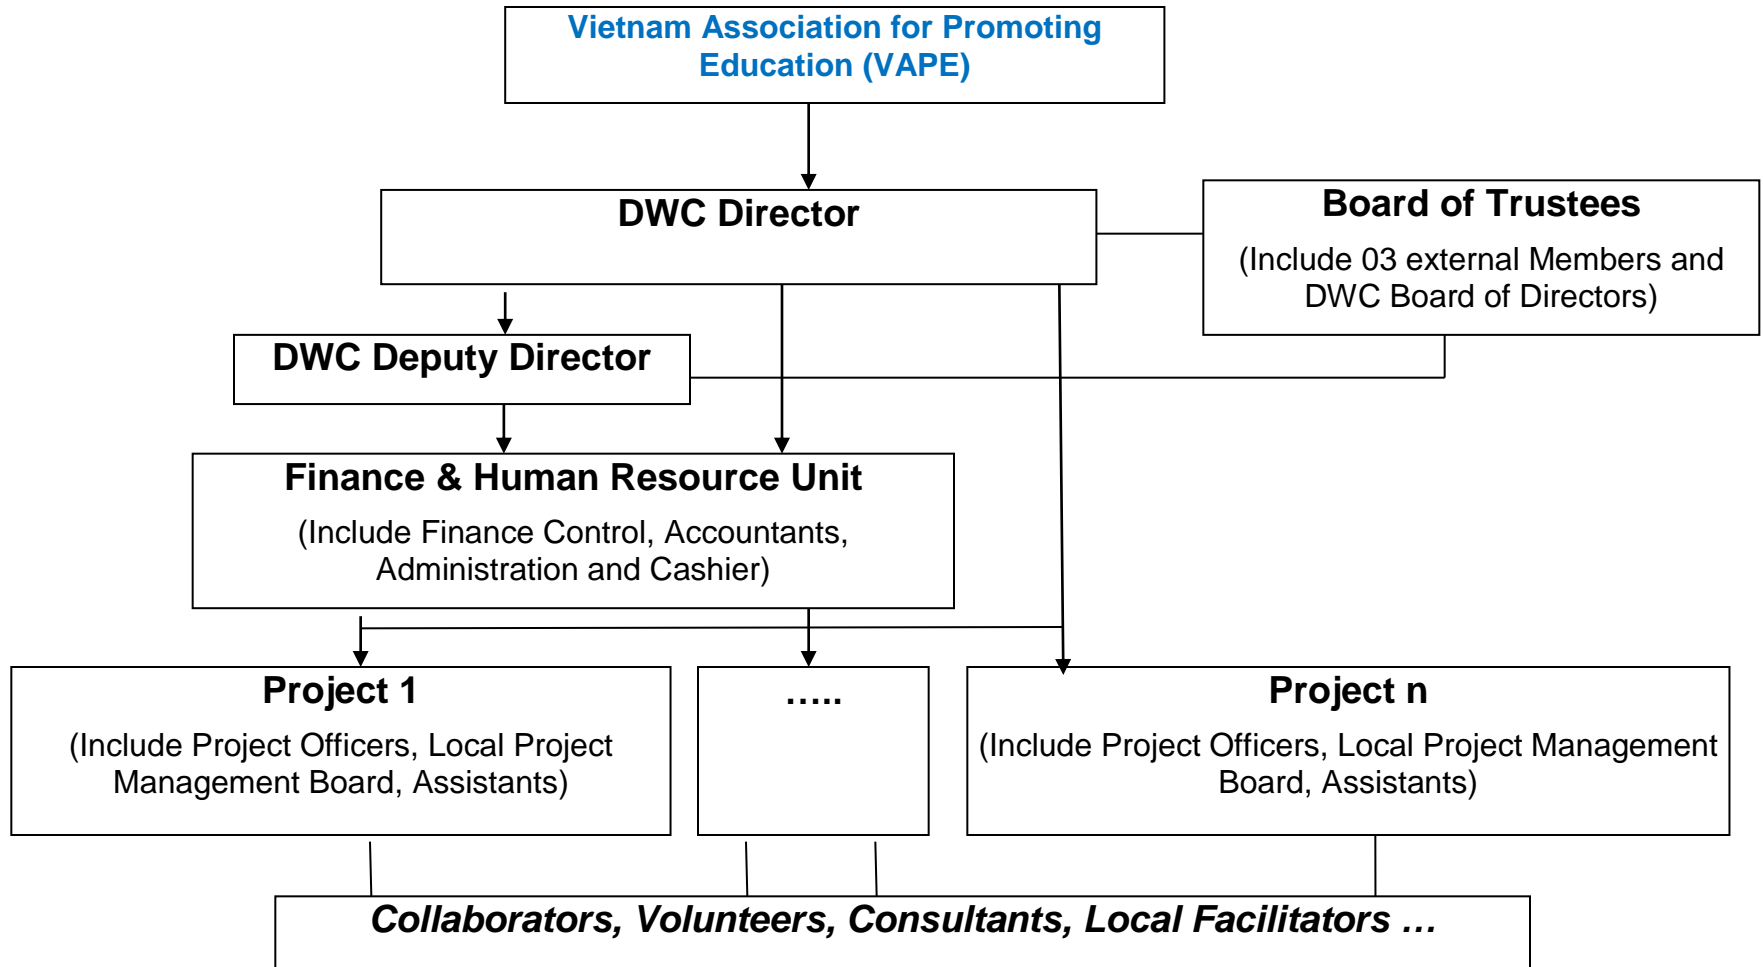 Vietnam Association for Promoting
Education (VAPE)
DWC Director
Board of Trustees
(Include 03 external Members and
DWC Board of Directors)
DWC Deputy Director
Finance & Human Resource Unit
(Include Finance Control, Accountants,
Administration and Cashier)
Project 1
(Include Project Officers, Local Project
Management Board, Assistants)
…..
Project n
(Include Project Officers, Local Project Management
Board, Assistants)
Collaborators, Volunteers, Consultants, Local Facilitators …